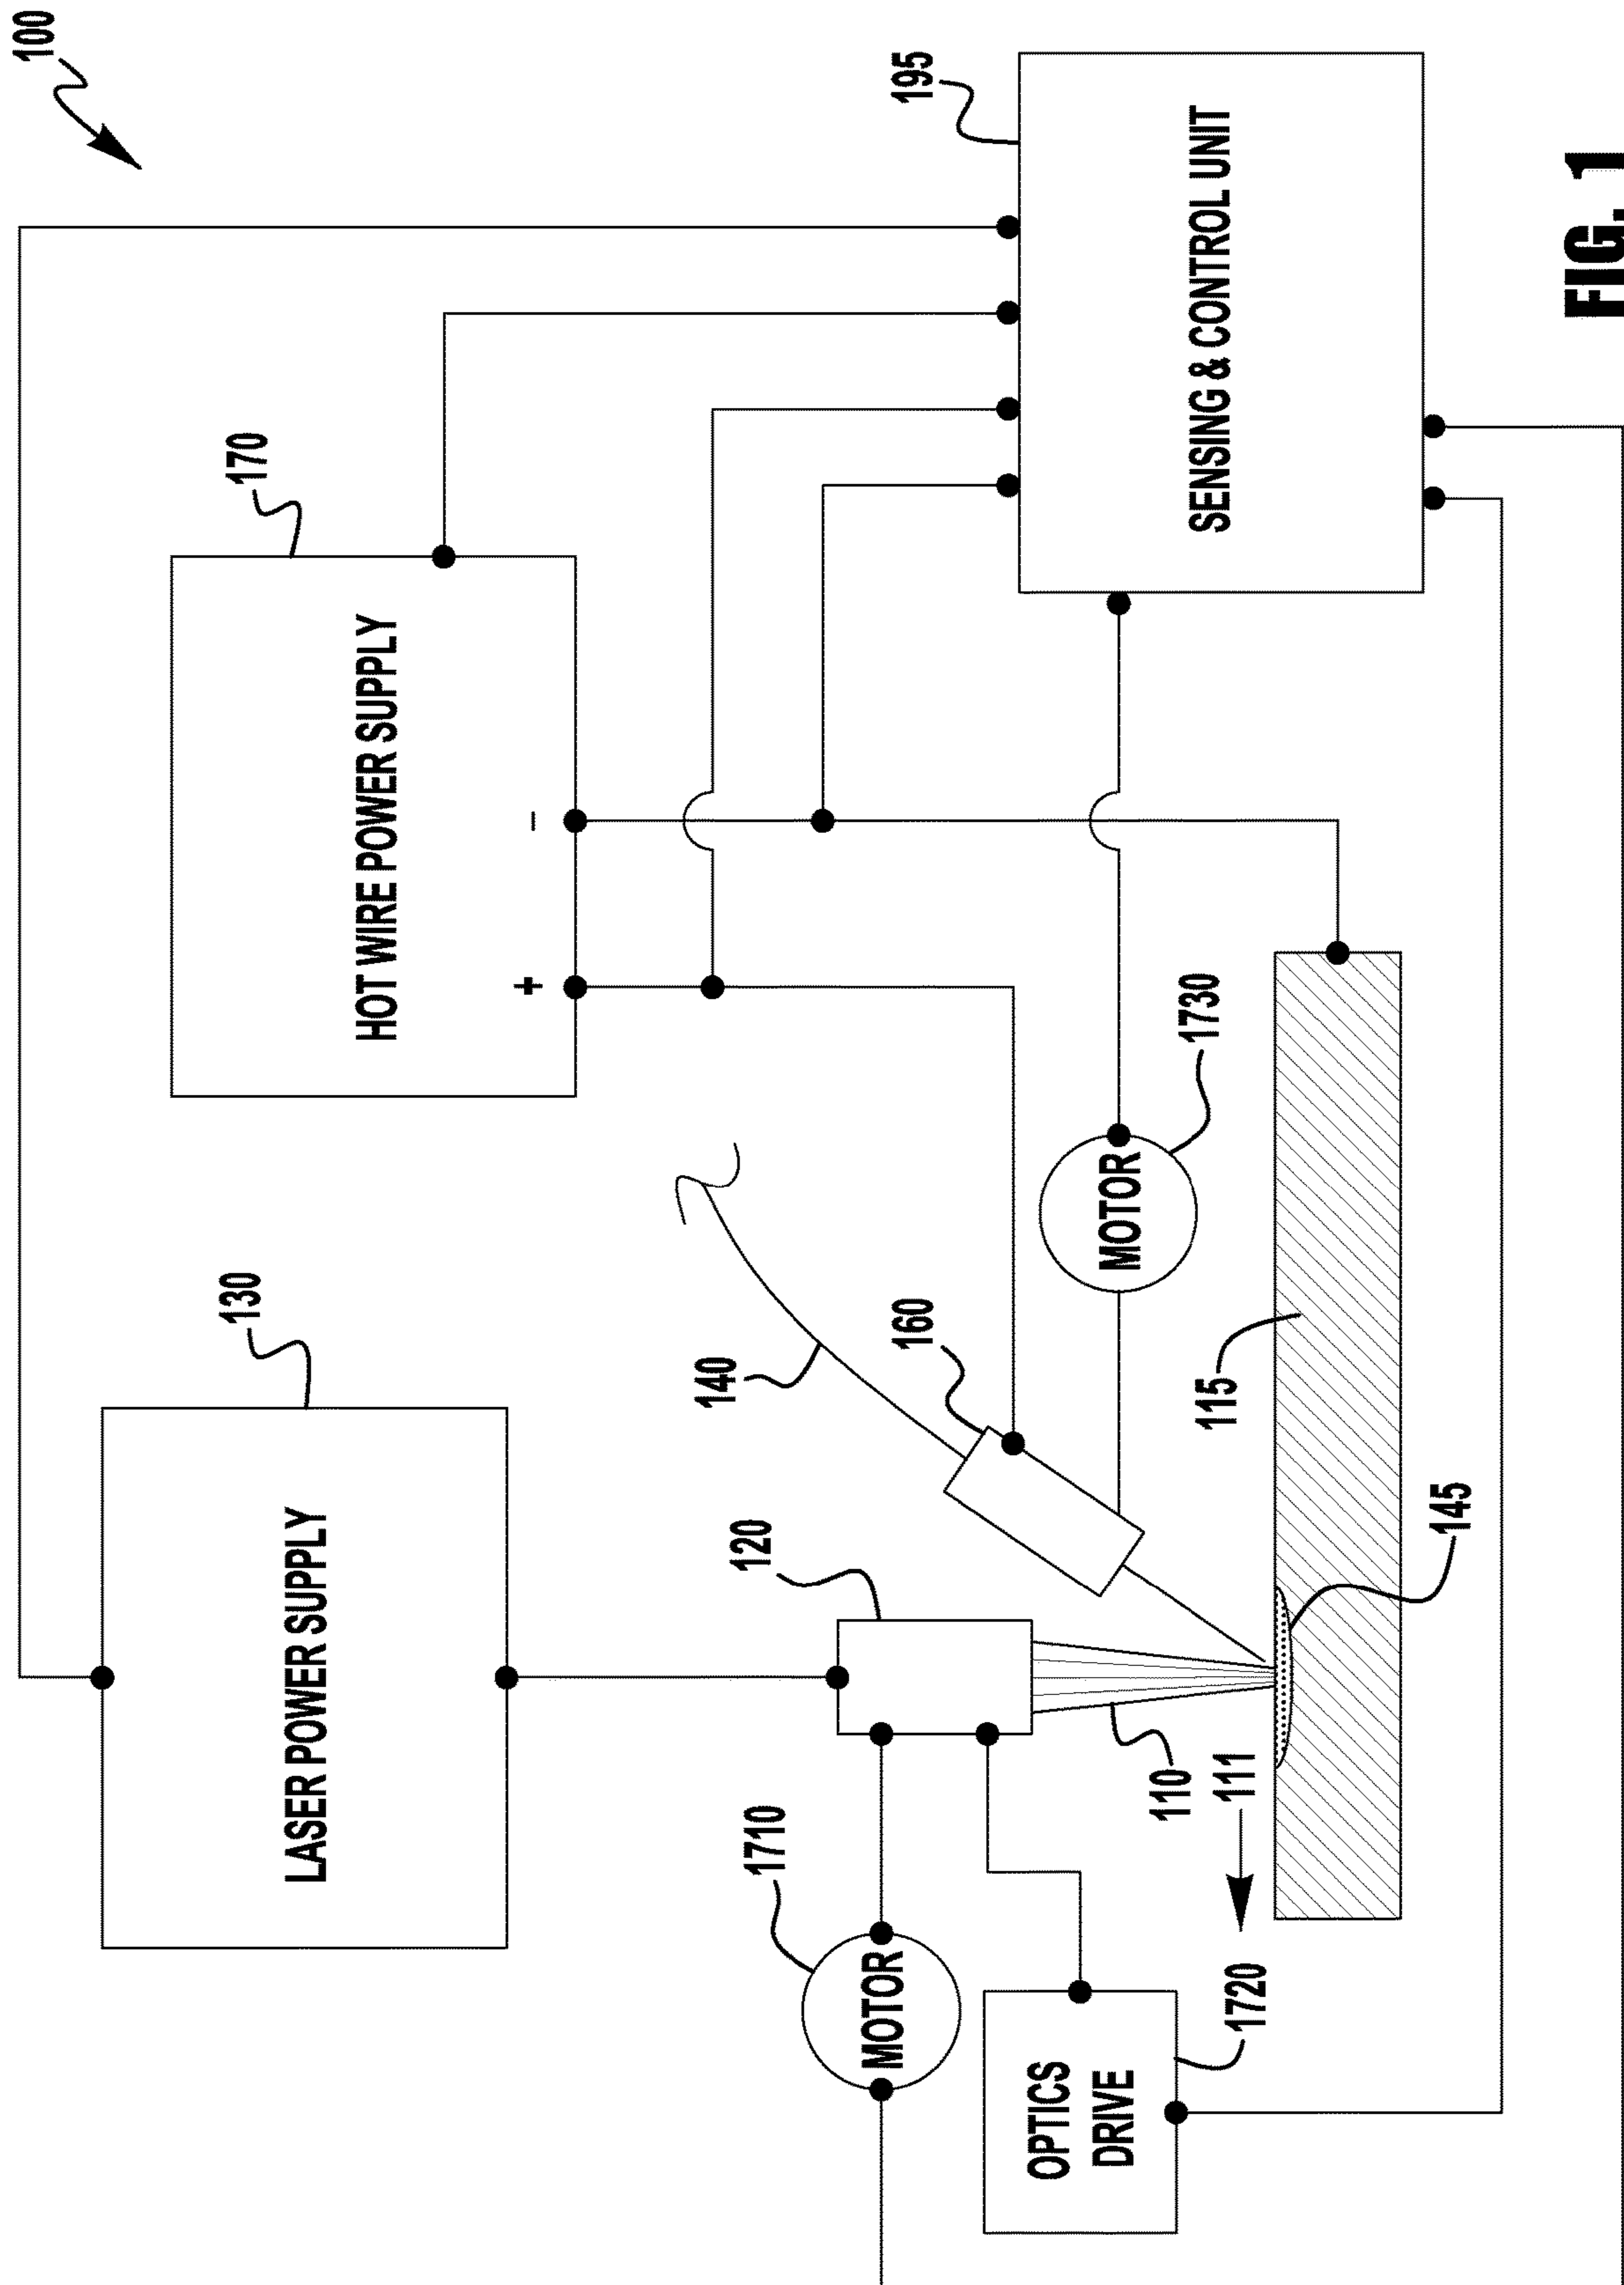 100
130
170
195
LASER POWER SUPPLY
HOT WIRE POWER SUPPLY
+
–
SENSING & CONTROL UNIT
120
140
160
1710
MOTOR
MOTOR
1730
110
111
115
OPTICS
DRIVE
1720
145
FIG. 1